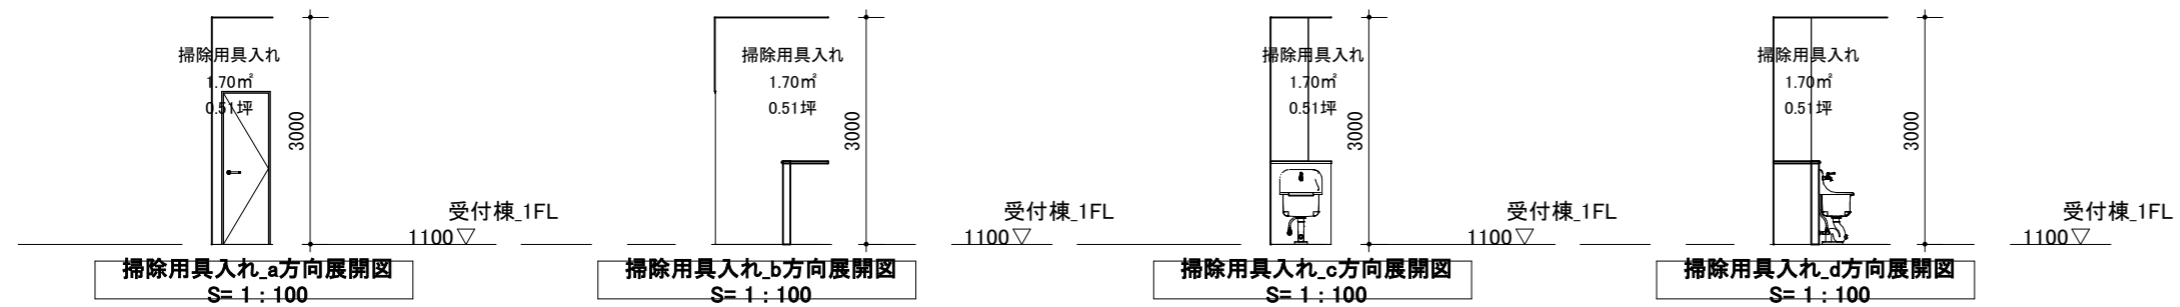 掃除用具入れ
1.70㎡
0.51坪
3000
受付棟_1FL
1100▽
掃除用具入れ_a方向展開図
S= 1 : 100
掃除用具入れ
1.70㎡
0.51坪
3000
受付棟_1FL
1100▽
掃除用具入れ_b方向展開図
S= 1 : 100
掃除用具入れ
1.70㎡
0.51坪
3000
受付棟_1FL
1100▽
掃除用具入れ_c方向展開図
S= 1 : 100
掃除用具入れ
1.70㎡
0.51坪
3000
受付棟_1FL
1100▽
掃除用具入れ_d方向展開図
S= 1 : 100